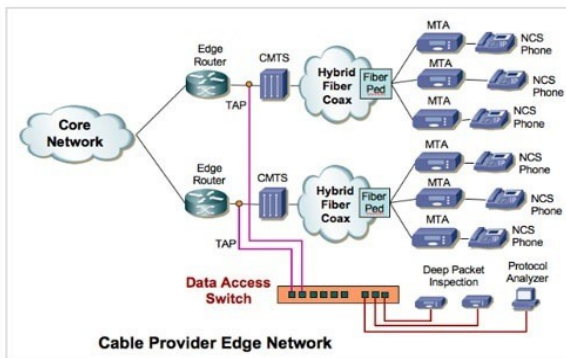 MTA
NCS
Phone
Edge
Router
CMTS
Hybrid
Fiber
Coax
Fiber
Ped
MTA
NCS
Phone
TAP
MTA
NCS
Phone
Core
Network
Edge
Router
CMTS
Hybrid
Fiber
Coax
Fiber
Ped
MTA
NCS
Phone
MTA
NCS
Phone
TAP
MTA
NCS
Phone
Data Access
Switch
Deep Packet
Inspection
Protocol
Analyzer
Cable Provider Edge Network